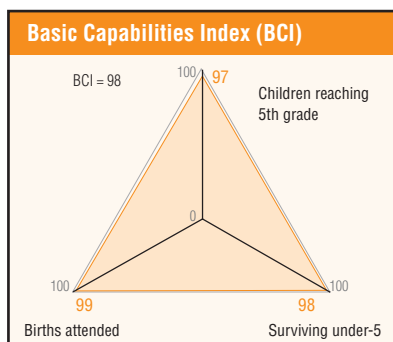 Basic Capabilities Index (BCI)
BCI = 98
100
97
Children reaching
5th grade
0
100
100
99
98
Births attended
Surviving under-5